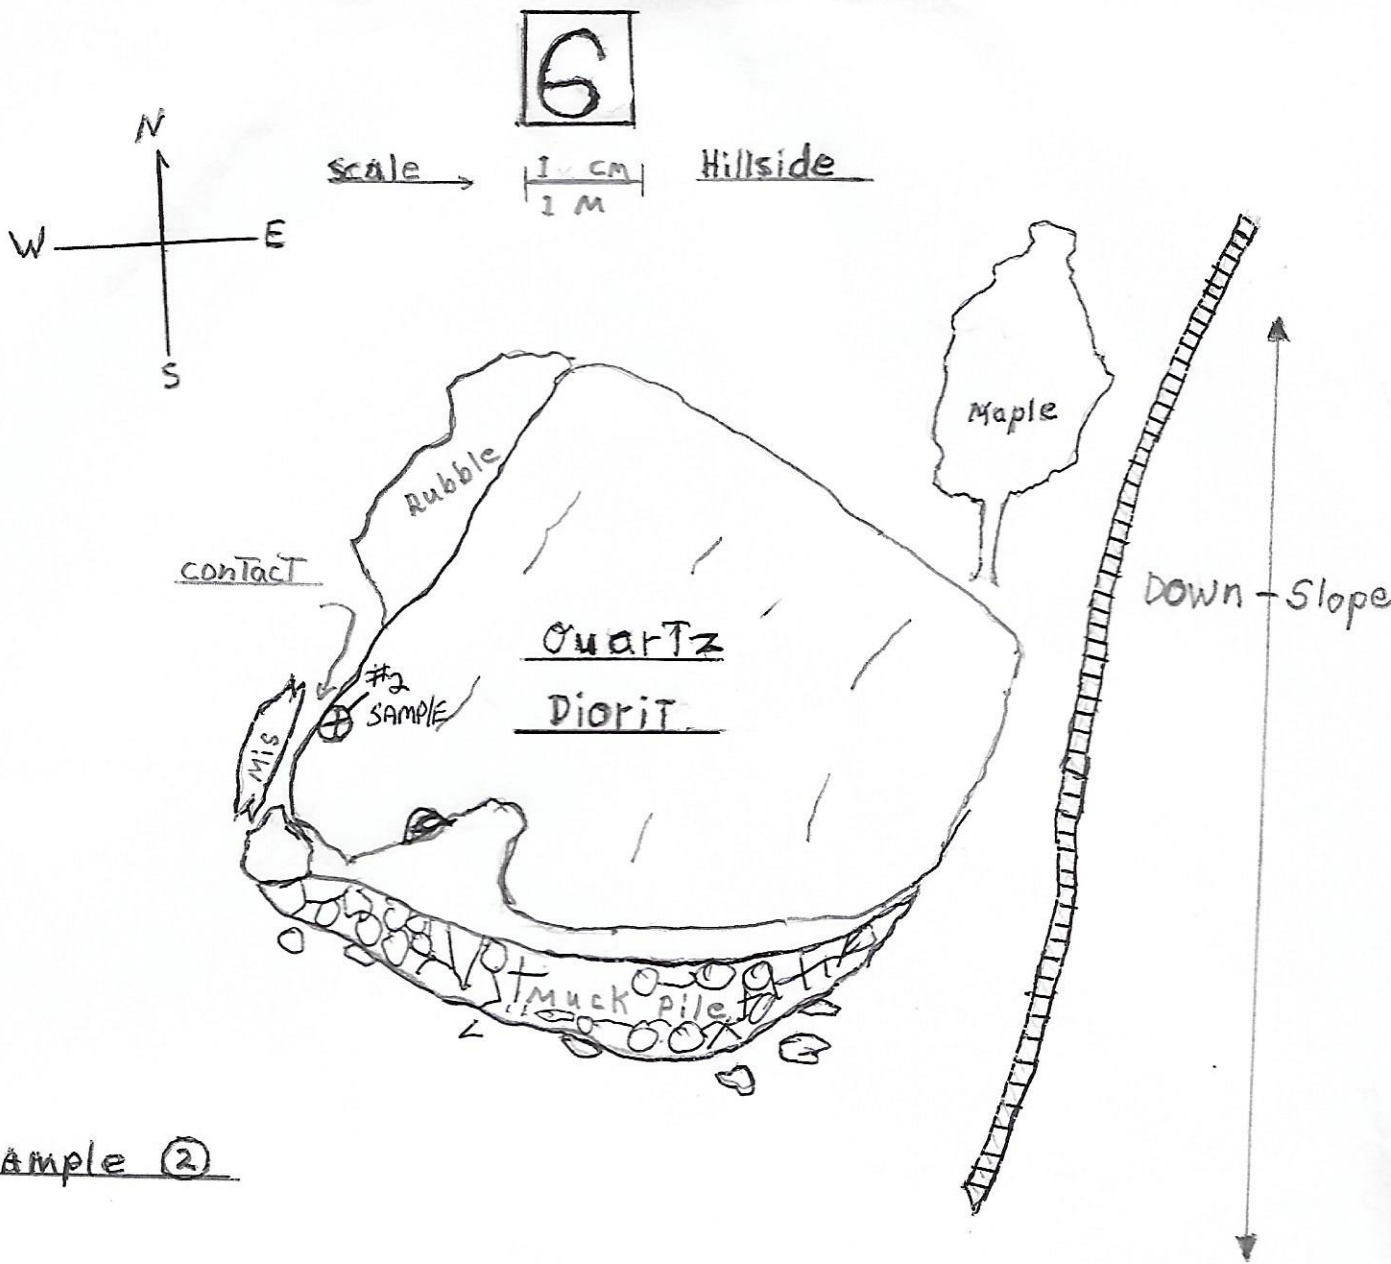 6
N
scale
1 cm
1 M
Hillside
W
E
S
Maple
Rubble
conTacT
Down - Slope
QuarTz
DioriT
#2
SAMPLE
Mis
Muck Pile
ample ②